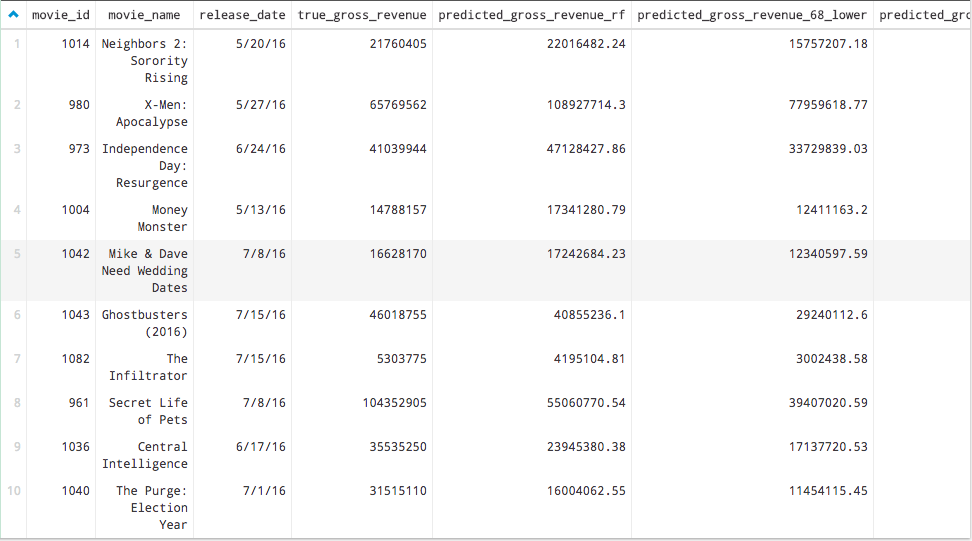 movie_id movie_name release_date true_gross_revenue predicted_gross_revenue_rf predicted_gross_revenue_68_lower predicted_gro
1 1014 Neighbors 2: 5/20/16 21760405 22016482.24 15757207.18
Sorority
Rising
2 980 X-Men: 5/27/16 65769562 108927714.3 77959618.77
Apocalypse
3 973 Independence 6/24/16 41039944 47128427.86 33729839.03
Day:
Resurgence
4 1004 Money 5/13/16 14788157 17341280.79 12411163.2
Monster
5 1042 Mike & Dave 7/8/16 16628170 17242684.23 12340597.59
Need Wedding
Dates
6 1043 Ghostbusters 7/15/16 46018755 40855236.1 29240112.6
(2016)
7 1082 The 7/15/16 5303775 4195104.81 3002438.58
Infiltrator
8 961 Secret Life 7/8/16 104352905 55060770.54 39407020.59
of Pets
9 1036 Central 6/17/16 35535250 23945380.38 17137720.53
Intelligence
10 1040 The Purge: 7/1/16 31515110 16004062.55 11454115.45
Election
Year